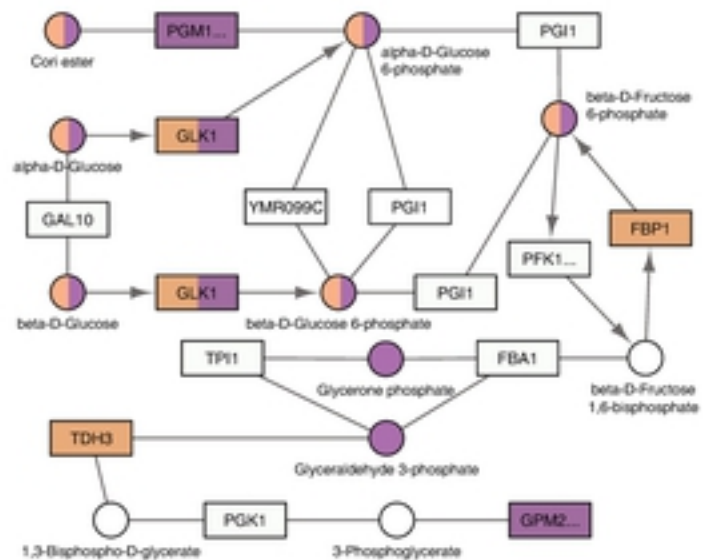 PGM1...
PGI1
Cori ester
alpha-D-Glucose
6-phosphate
beta-D-Fructose
6-phosphate
GLK1
alpha-D-Glucose
GAL10
YMR099C
PGI1
FBP1
PFK1...
GLK1
PGI1
beta-D-Glucose
beta-D-Glucose 6-phosphate
TPI1
FBA1
Glycerone phosphate
beta-D-Fructose
1,6-bisphosphate
TDH3
Glyceraldehyde 3-phosphate
PGK1
GPM2...
1,3-Bisphospho-D-glycerate
3-Phosphoglycerate